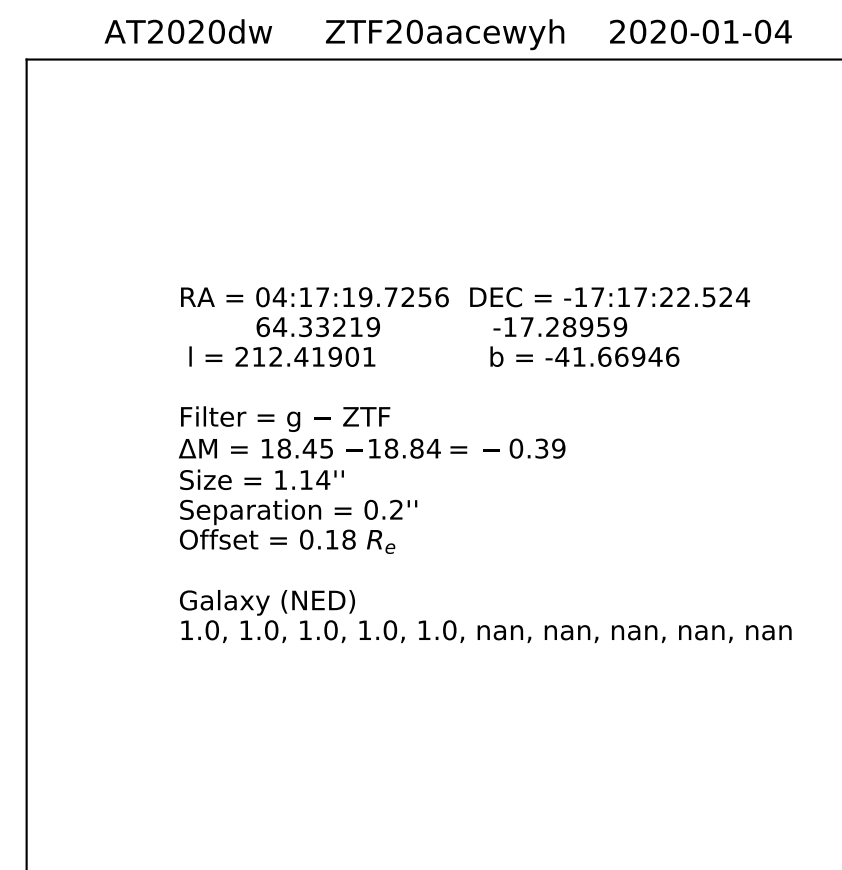 AT2020dw ZTF20aacewyh 2020-01-04
RA = 04:17:19.7256 DEC = -17:17:22.524
64.33219 -17.28959
l = 212.41901 b = -41.66946
Filter = g − ZTF
ΔM = 18.45 −18.84 = − 0.39
Size = 1.14''
Separation = 0.2''
Offset = 0.18 Rₑ
Galaxy (NED)
1.0, 1.0, 1.0, 1.0, 1.0, nan, nan, nan, nan, nan